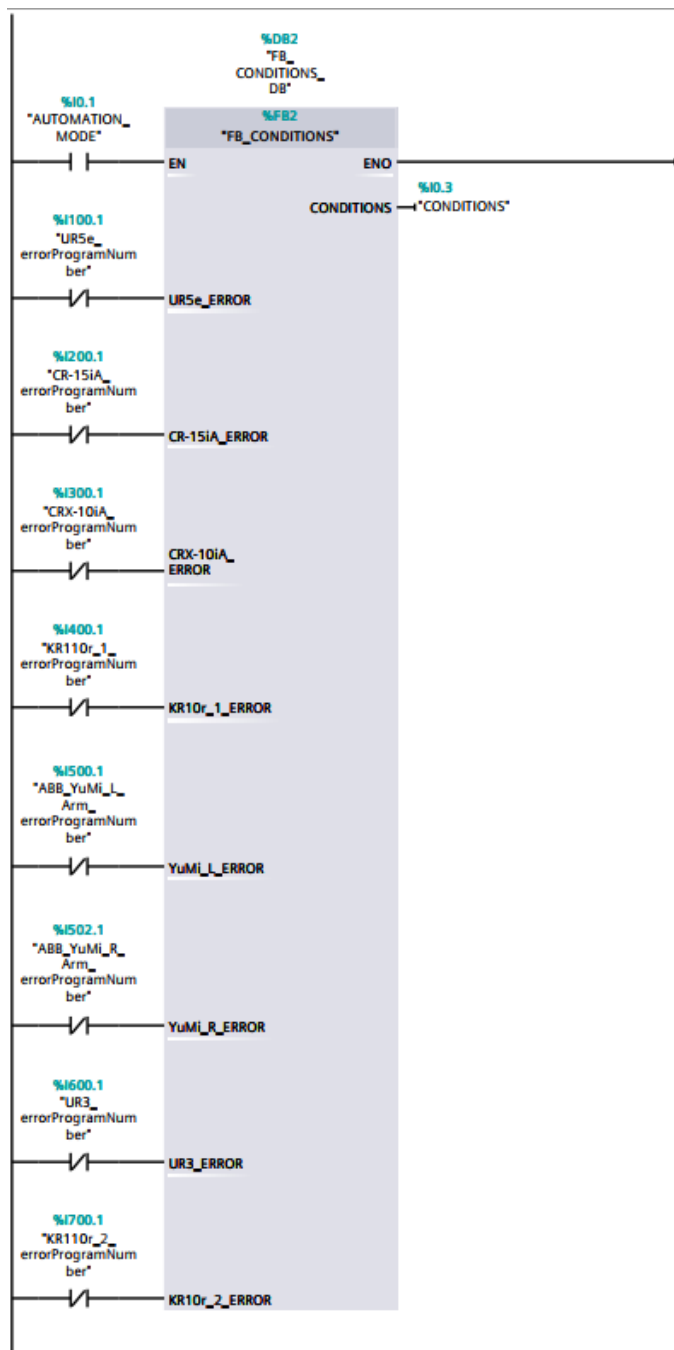 %DB2
"FB_
CONDITIONS_
DB"
%I0.1
"AUTOMATION_
MODE"
%FB2
"FB_CONDITIONS"
EN
ENO
CONDITIONS
%I0.3
"CONDITIONS"
%I100.1
"UR5e_
errorProgramNum
ber"
UR5e_ERROR
%I200.1
"CR-15iA_
errorProgramNum
ber"
CR-15iA_ERROR
%I300.1
"CRX-10iA_
errorProgramNum
ber"
CRX-10iA_
ERROR
%I400.1
"KR110r_1_
errorProgramNum
ber"
KR10r_1_ERROR
%I500.1
"ABB_YuMi_L_
Arm_
errorProgramNum
ber"
YuMi_L_ERROR
%I502.1
"ABB_YuMi_R_
Arm_
errorProgramNum
ber"
YuMi_R_ERROR
%I600.1
"UR3_
errorProgramNum
ber"
UR3_ERROR
%I700.1
"KR110r_2_
errorProgramNum
ber"
KR10r_2_ERROR